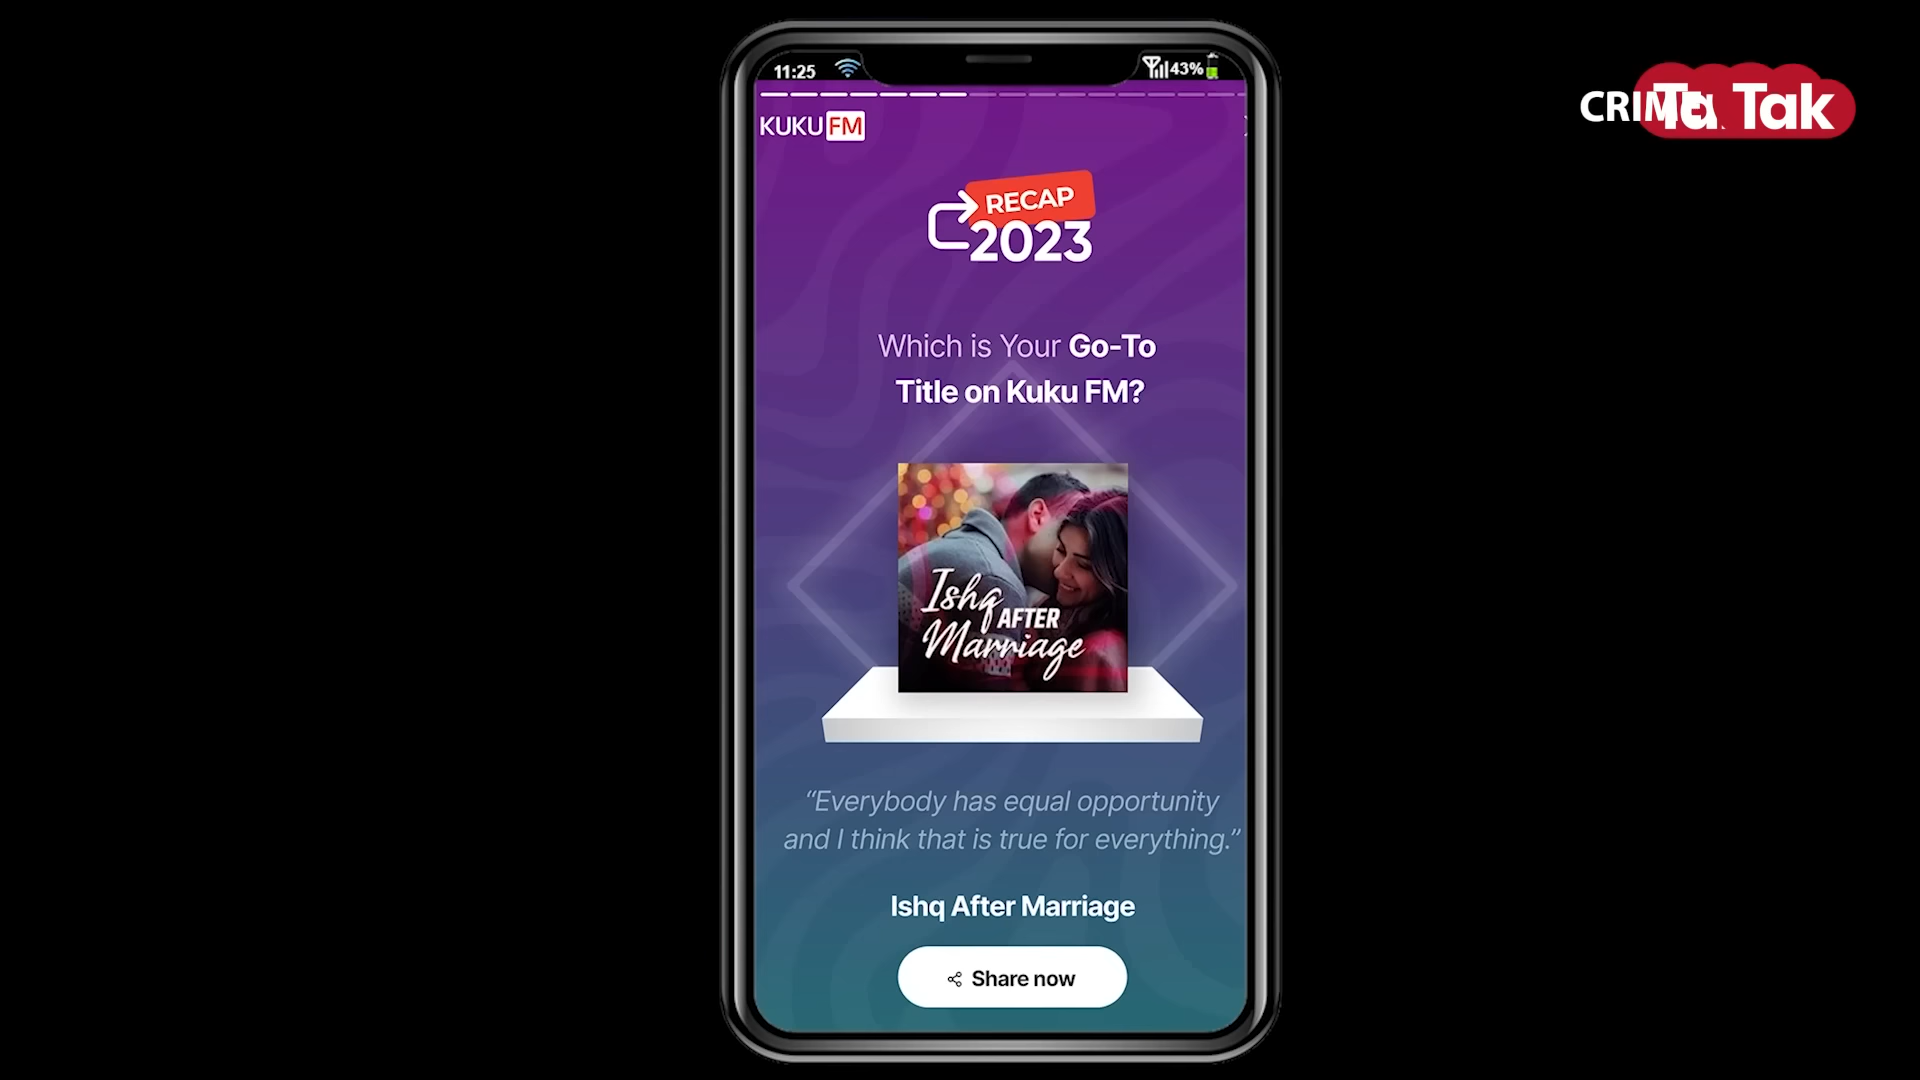 11:25
43%
CRIME
Ta Tak
KUKU FM
RECAP
2023
Which is Your Go-To
Title on Kuku FM?
Ishq
AFTER
Marriage
“Everybody has equal opportunity
and I think that is true for everything.”
Ishq After Marriage
Share now